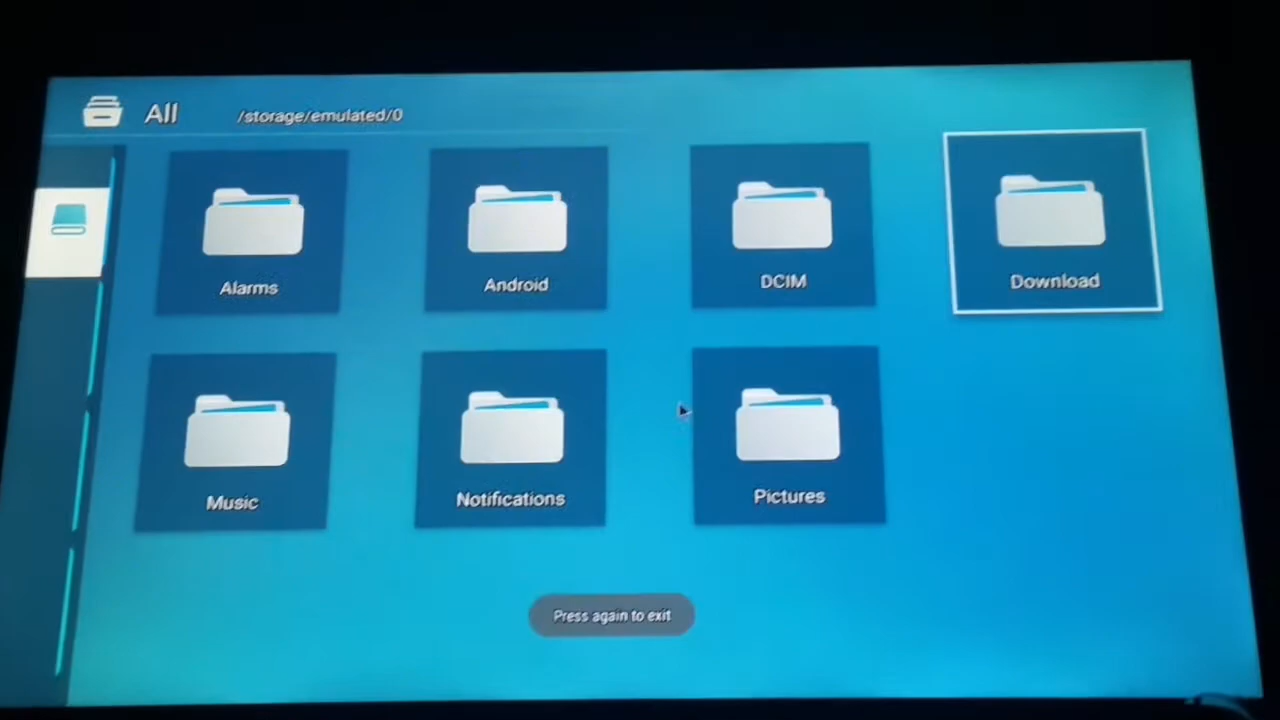 All
/storage/emulated/0
Alarms
Android
DCIM
Download
Music
Notifications
Pictures
Press again to exit